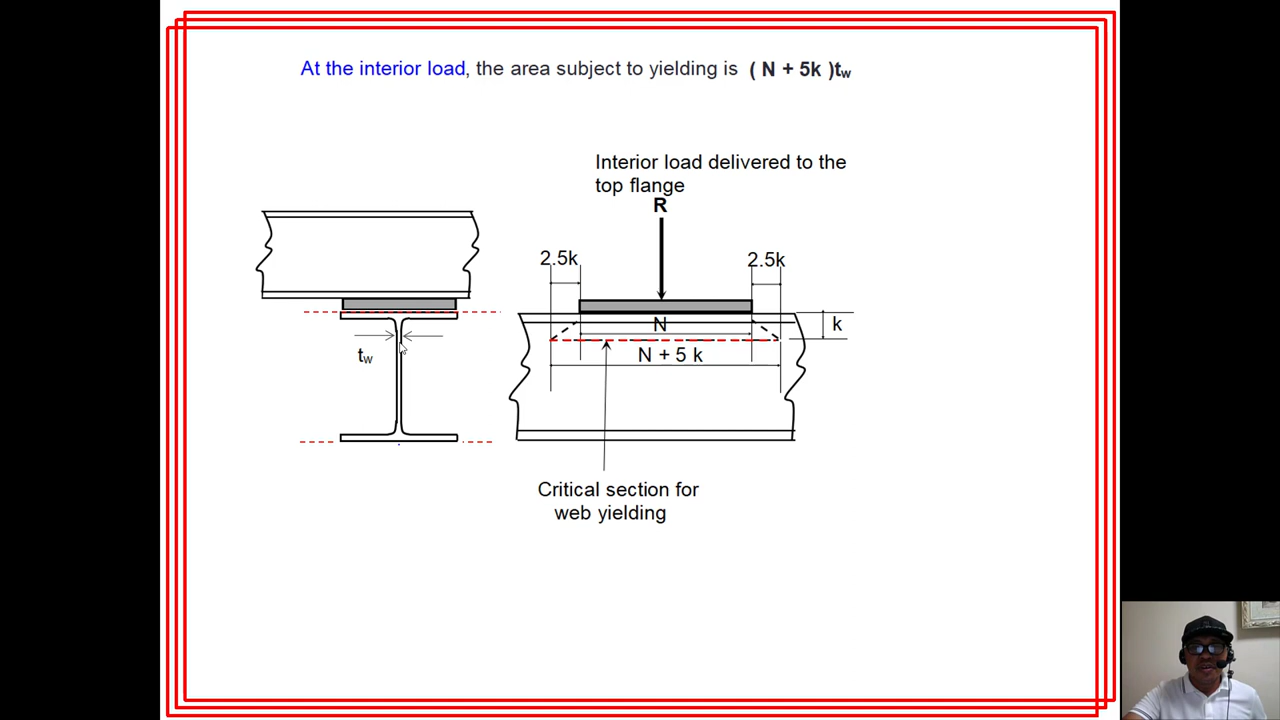 At the interior load, the area subject to yielding is ( N + 5k )tw
Interior load delivered to the
top flange
R
2.5k
2.5k
N
k
tw
N + 5 k
Critical section for
web yielding